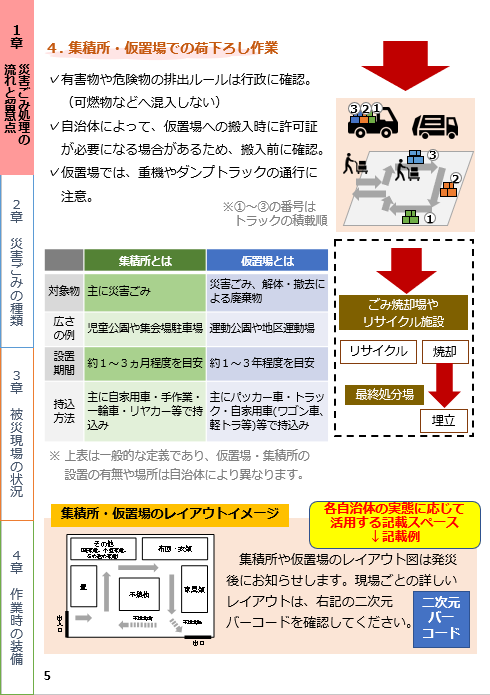 1章 災害ごみ処理の
流れと留意点
2章 災害ごみの種類
3章 被災現場の状況
4章 作業時の装備
４．集積所・仮置場での荷下ろし作業
✓有害物や危険物の排出ルールは行政に確認。
（可燃物などへ混入しない）
✓自治体によって、仮置場への搬入時に許可証
が必要になる場合があるため、搬入前に確認。
✓仮置場では、重機やダンプトラックの通行に
注意。
※①～③の番号は
トラックの積載順
③②①
③
②
①
集積所とは
仮置場とは
対象物
主に災害ごみ
災害ごみ、解体・撤去に
よる廃棄物
広さ
の例
児童公園や集会場駐車場
運動公園や地区運動場
設置
期間
約１～３ヵ月程度を目安
約１～３年程度を目安
持込
方法
主に自家用車・手作業・
一輪車・リヤカー等で持
込み
主にパッカー車・トラッ
ク・自家用車(ワゴン車、
軽トラ等)等で持込み
※ 上表は一般的な定義であり、仮置場・集積所の
設置の有無や場所は自治体により異なります。
ごみ焼却場や
リサイクル施設
リサイクル
焼却
最終処分場
埋立
集積所・仮置場のレイアウトイメージ
各自治体の実態に応じて
活用する記載スペース
↓記載例
その他
布団・衣類
畳
不燃物
家具類
出入口
出口
集積所や仮置場のレイアウト図は発災
後にお知らせします。現場ごとの詳しい
レイアウトは、右記の二次元
バーコードを確認してください。
二次元
バー
コード
5